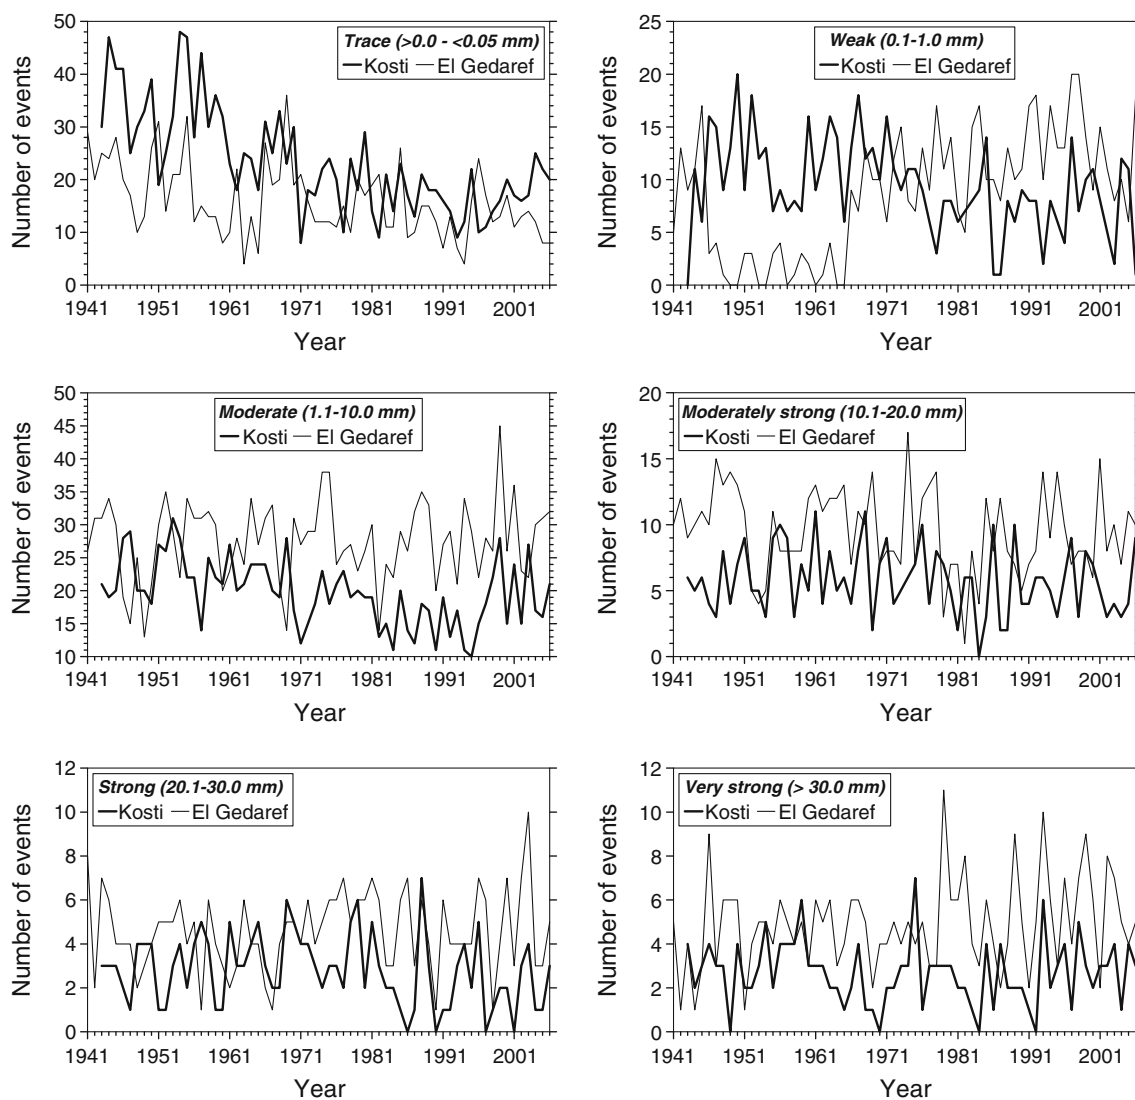 Trace (>0.0 - <0.05 mm)
Kosti El Gedaref
Number of events
50
40
30
20
10
0
1941 1951 1961 1971 1981 1991 2001
Year
Weak (0.1-1.0 mm)
Kosti El Gedaref
Number of events
25
20
15
10
5
0
1941 1951 1961 1971 1981 1991 2001
Year
Moderate (1.1-10.0 mm)
Kosti El Gedaref
Number of events
50
45
40
35
30
25
20
15
10
1941 1951 1961 1971 1981 1991 2001
Year
Moderately strong (10.1-20.0 mm)
Kosti El Gedaref
Number of events
20
15
10
5
0
1941 1951 1961 1971 1981 1991 2001
Year
Strong (20.1-30.0 mm)
Kosti El Gedaref
Number of events
12
10
8
6
4
2
0
1941 1951 1961 1971 1981 1991 2001
Year
Very strong (> 30.0 mm)
Kosti El Gedaref
Number of events
12
10
8
6
4
2
0
1941 1951 1961 1971 1981 1991 2001
Year